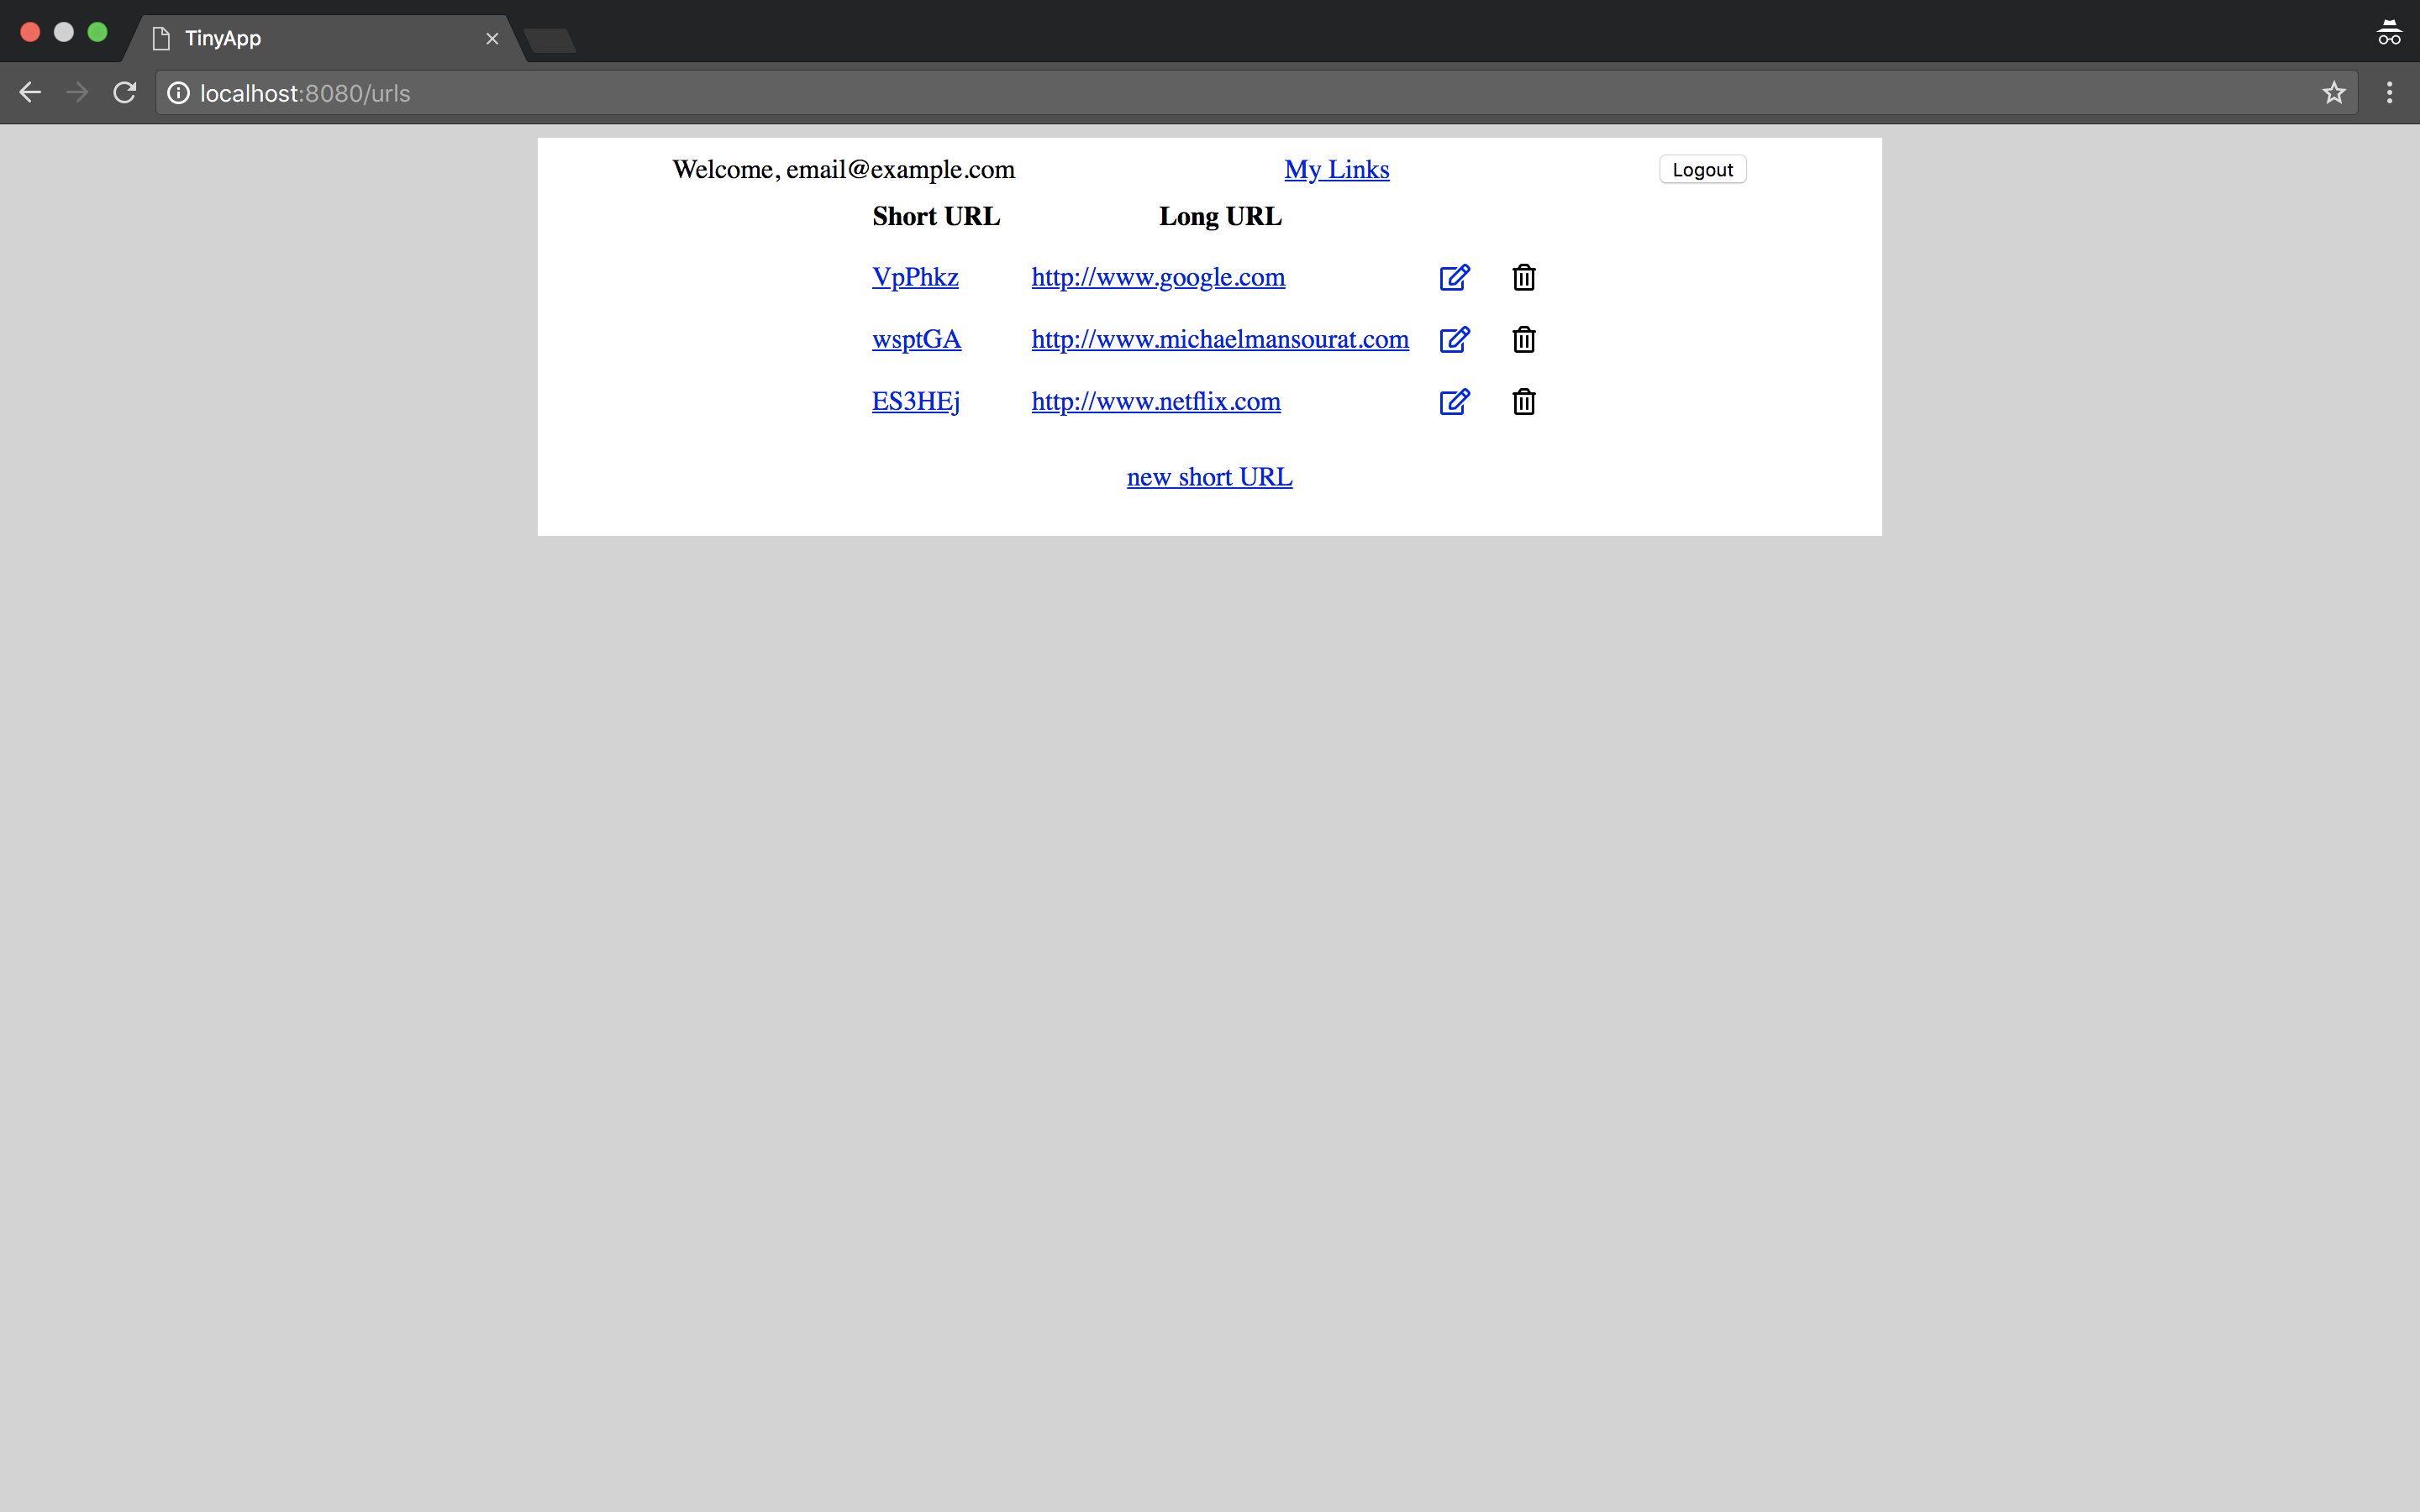 TinyApp
localhost:8080/urls
Welcome, email@example.com My Links Logout
Short URL Long URL
VpPhkz http://www.google.com
wsptGA http://www.michaelmansourat.com
ES3HEj http://www.netflix.com
new short URL